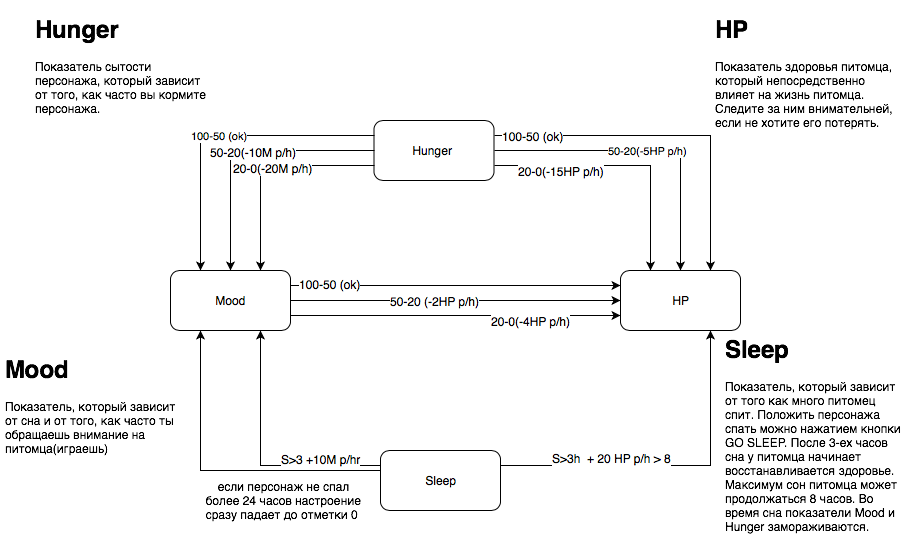 Hunger
Показатель сытости
персонажа, который зависит
от того, как часто вы кормите
персонажа.
HP
Показатель здоровья питомца,
который непосредственно
влияет на жизнь питомца.
Следите за ним внимательней,
если не хотите его потерять.
100-50 (ok)
50-20(-10M p/h)
20-0(-20M p/h)
Hunger
100-50 (ok)
50-20(-5HP p/h)
20-0(-15HP p/h)
Mood
100-50 (ok)
50-20 (-2HP p/h)
20-0(-4HP p/h)
HP
Mood
Показатель, который зависит
от сна и от того, как часто ты
обращаешь внимание на
питомца(играешь)
Sleep
Показатель, который зависит
от того как много питомец
спит. Положить персонажа
спать можно нажатием кнопки
GO SLEEP. После 3-ех часов
сна у питомца начинает
восстанавливается здоровье.
Максимум сон питомца может
продолжаться 8 часов. Во
время сна показатели Mood и
Hunger замораживаются.
S>3 +10M p/hr
Sleep
S>3h + 20 HP p/h > 8
если персонаж не спал
более 24 часов настроение
сразу падает до отметки 0